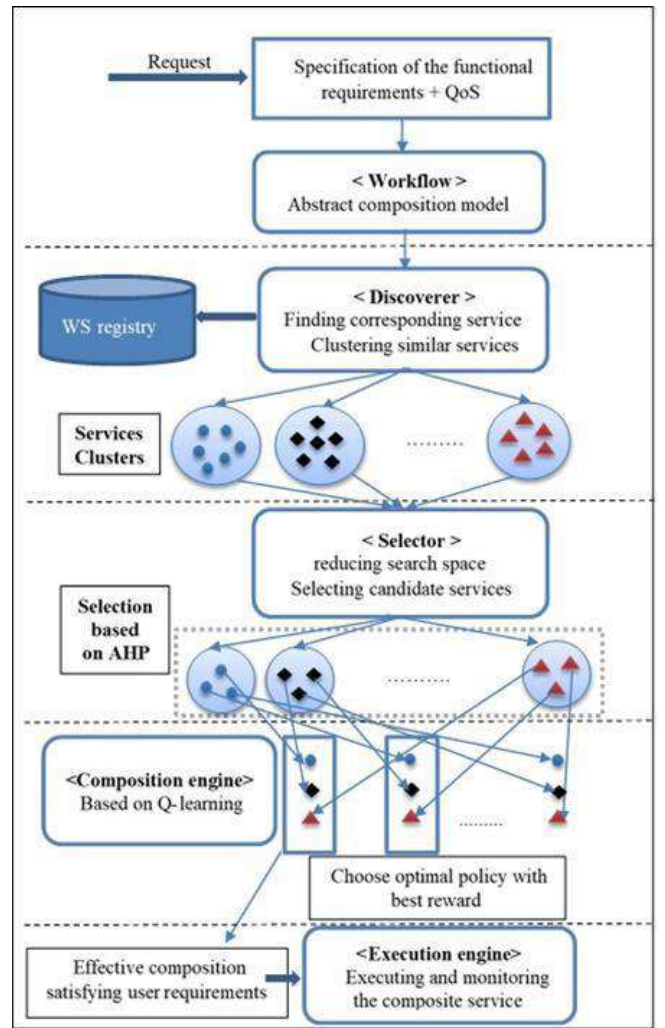 Request
Specification of the functional
requirements + QoS
< Workflow >
Abstract composition model
< Discoverer >
Finding corresponding service
Clustering similar services
WS registry
Services
Clusters
.........
< Selector >
reducing search space
Selecting candidate services
Selection
based
on AHP
..........
<Composition engine>
Based on Q-learning
.......
Choose optimal policy with
best reward
Effective composition
satisfying user requirements
<Execution engine>
Executing and monitoring
the composite service